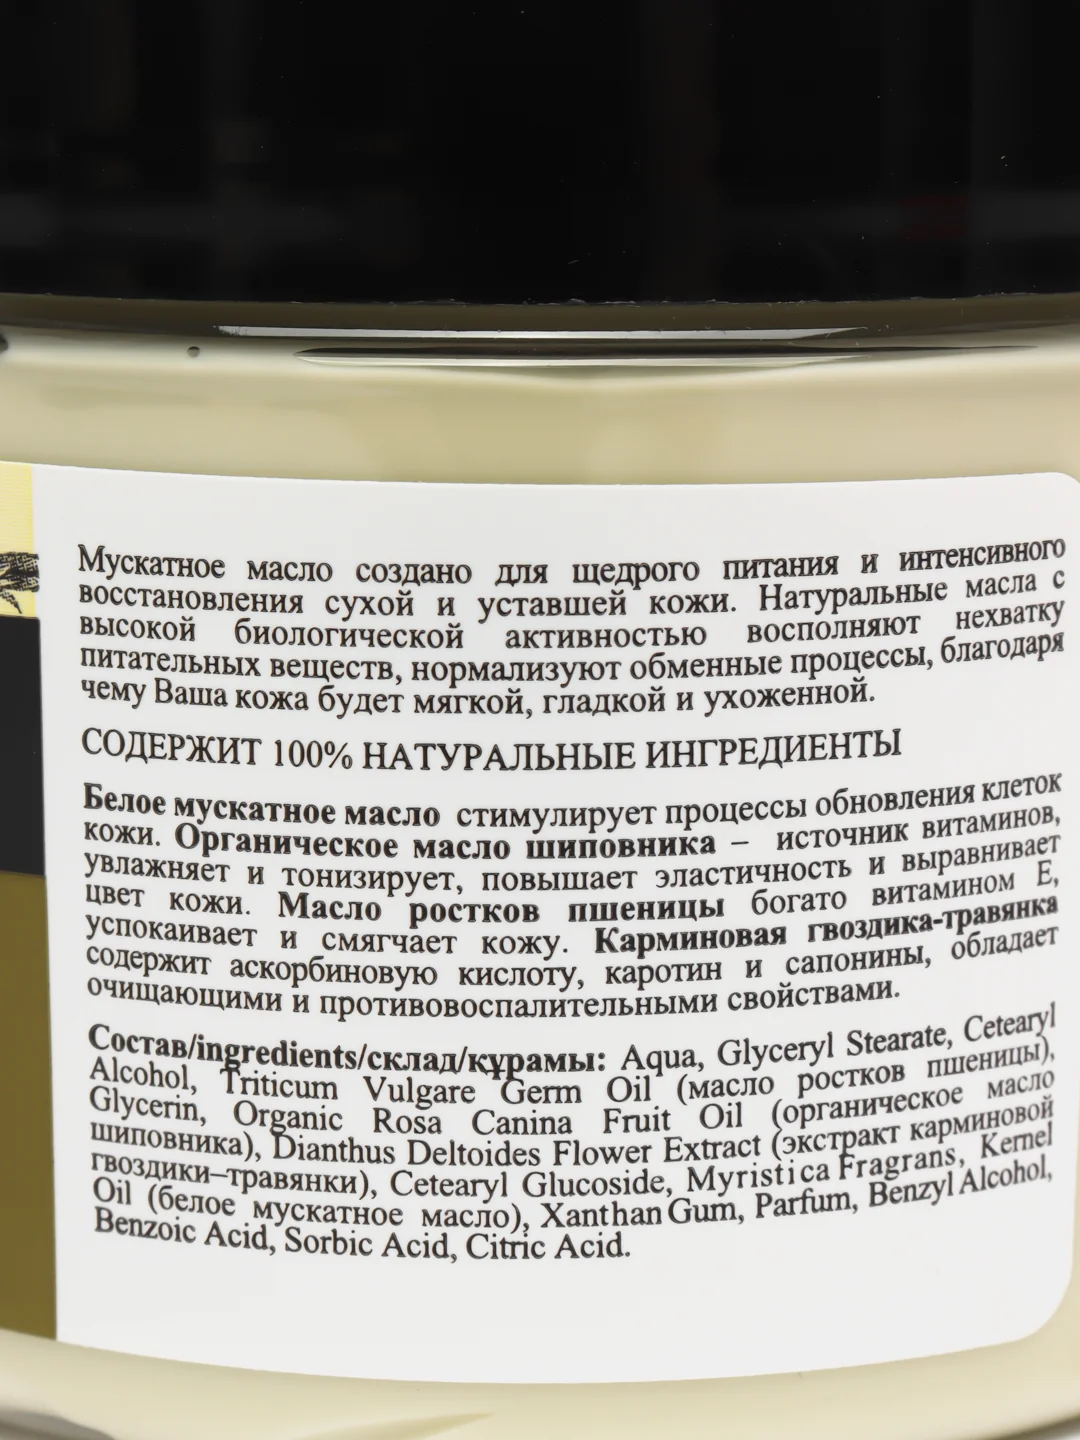 Мускатное масло создано для щедрого питания и интенсивного
восстановления сухой и уставшей кожи. Натуральные масла с
высокой биологической активностью восполняют нехватку
питательных веществ, нормализуют обменные процессы, благодаря
чему Ваша кожа будет мягкой, гладкой и ухоженной.
СОДЕРЖИТ 100% НАТУРАЛЬНЫЕ ИНГРЕДИЕНТЫ
Белое мускатное масло стимулирует процессы обновления клеток
кожи. Органическое масло шиповника – источник витаминов,
увлажняет и тонизирует, повышает эластичность и выравнивает
цвет кожи. Масло ростков пшеницы богато витамином Е,
успокаивает и смягчает кожу. Карминовая гвоздика-травянка
содержит аскорбиновую кислоту, каротин и сапонины, обладает
очищающими и противовоспалительными свойствами.
Состав/ingredients/склад/құрамы: Aqua, Glyceryl Stearate, Cetearyl
Alcohol, Triticum Vulgare Germ Oil (масло ростков пшеницы),
Glycerin, Organic Rosa Canina Fruit Oil (органическое масло
шиповника), Dianthus Deltoides Flower Extract (экстракт карминовой
гвоздики–травянки), Cetearyl Glucoside, Myristica Fragrans, Kernel
Oil (белое мускатное масло), Xanthan Gum, Parfum, Benzyl Alcohol,
Benzoic Acid, Sorbic Acid, Citric Acid.